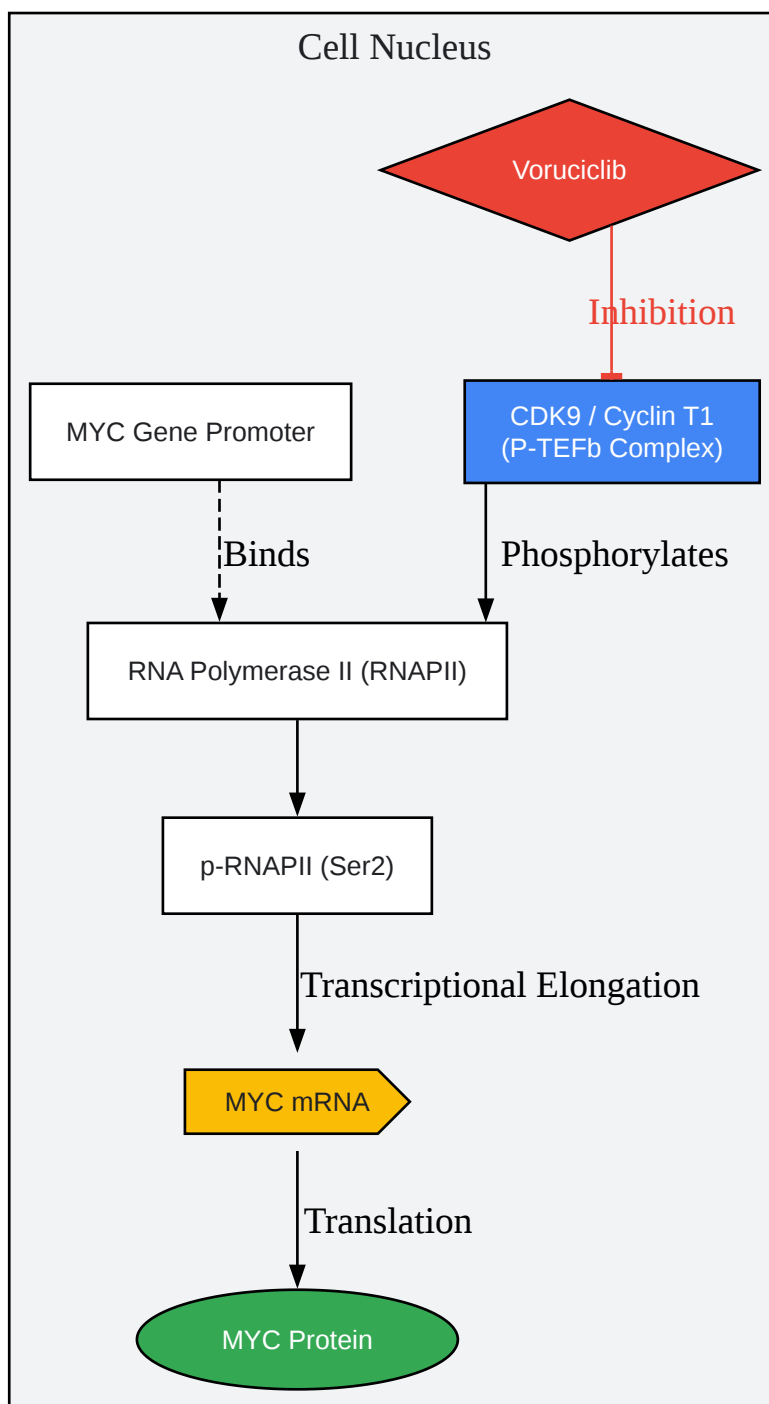 Cell Nucleus
Voruciclib
Inhibition
MYC Gene Promoter
CDK9 / Cyclin T1
(P-TEFb Complex)
Binds
Phosphorylates
RNA Polymerase II (RNAPII)
p-RNAPII (Ser2)
Transcriptional Elongation
MYC mRNA
Translation
MYC Protein